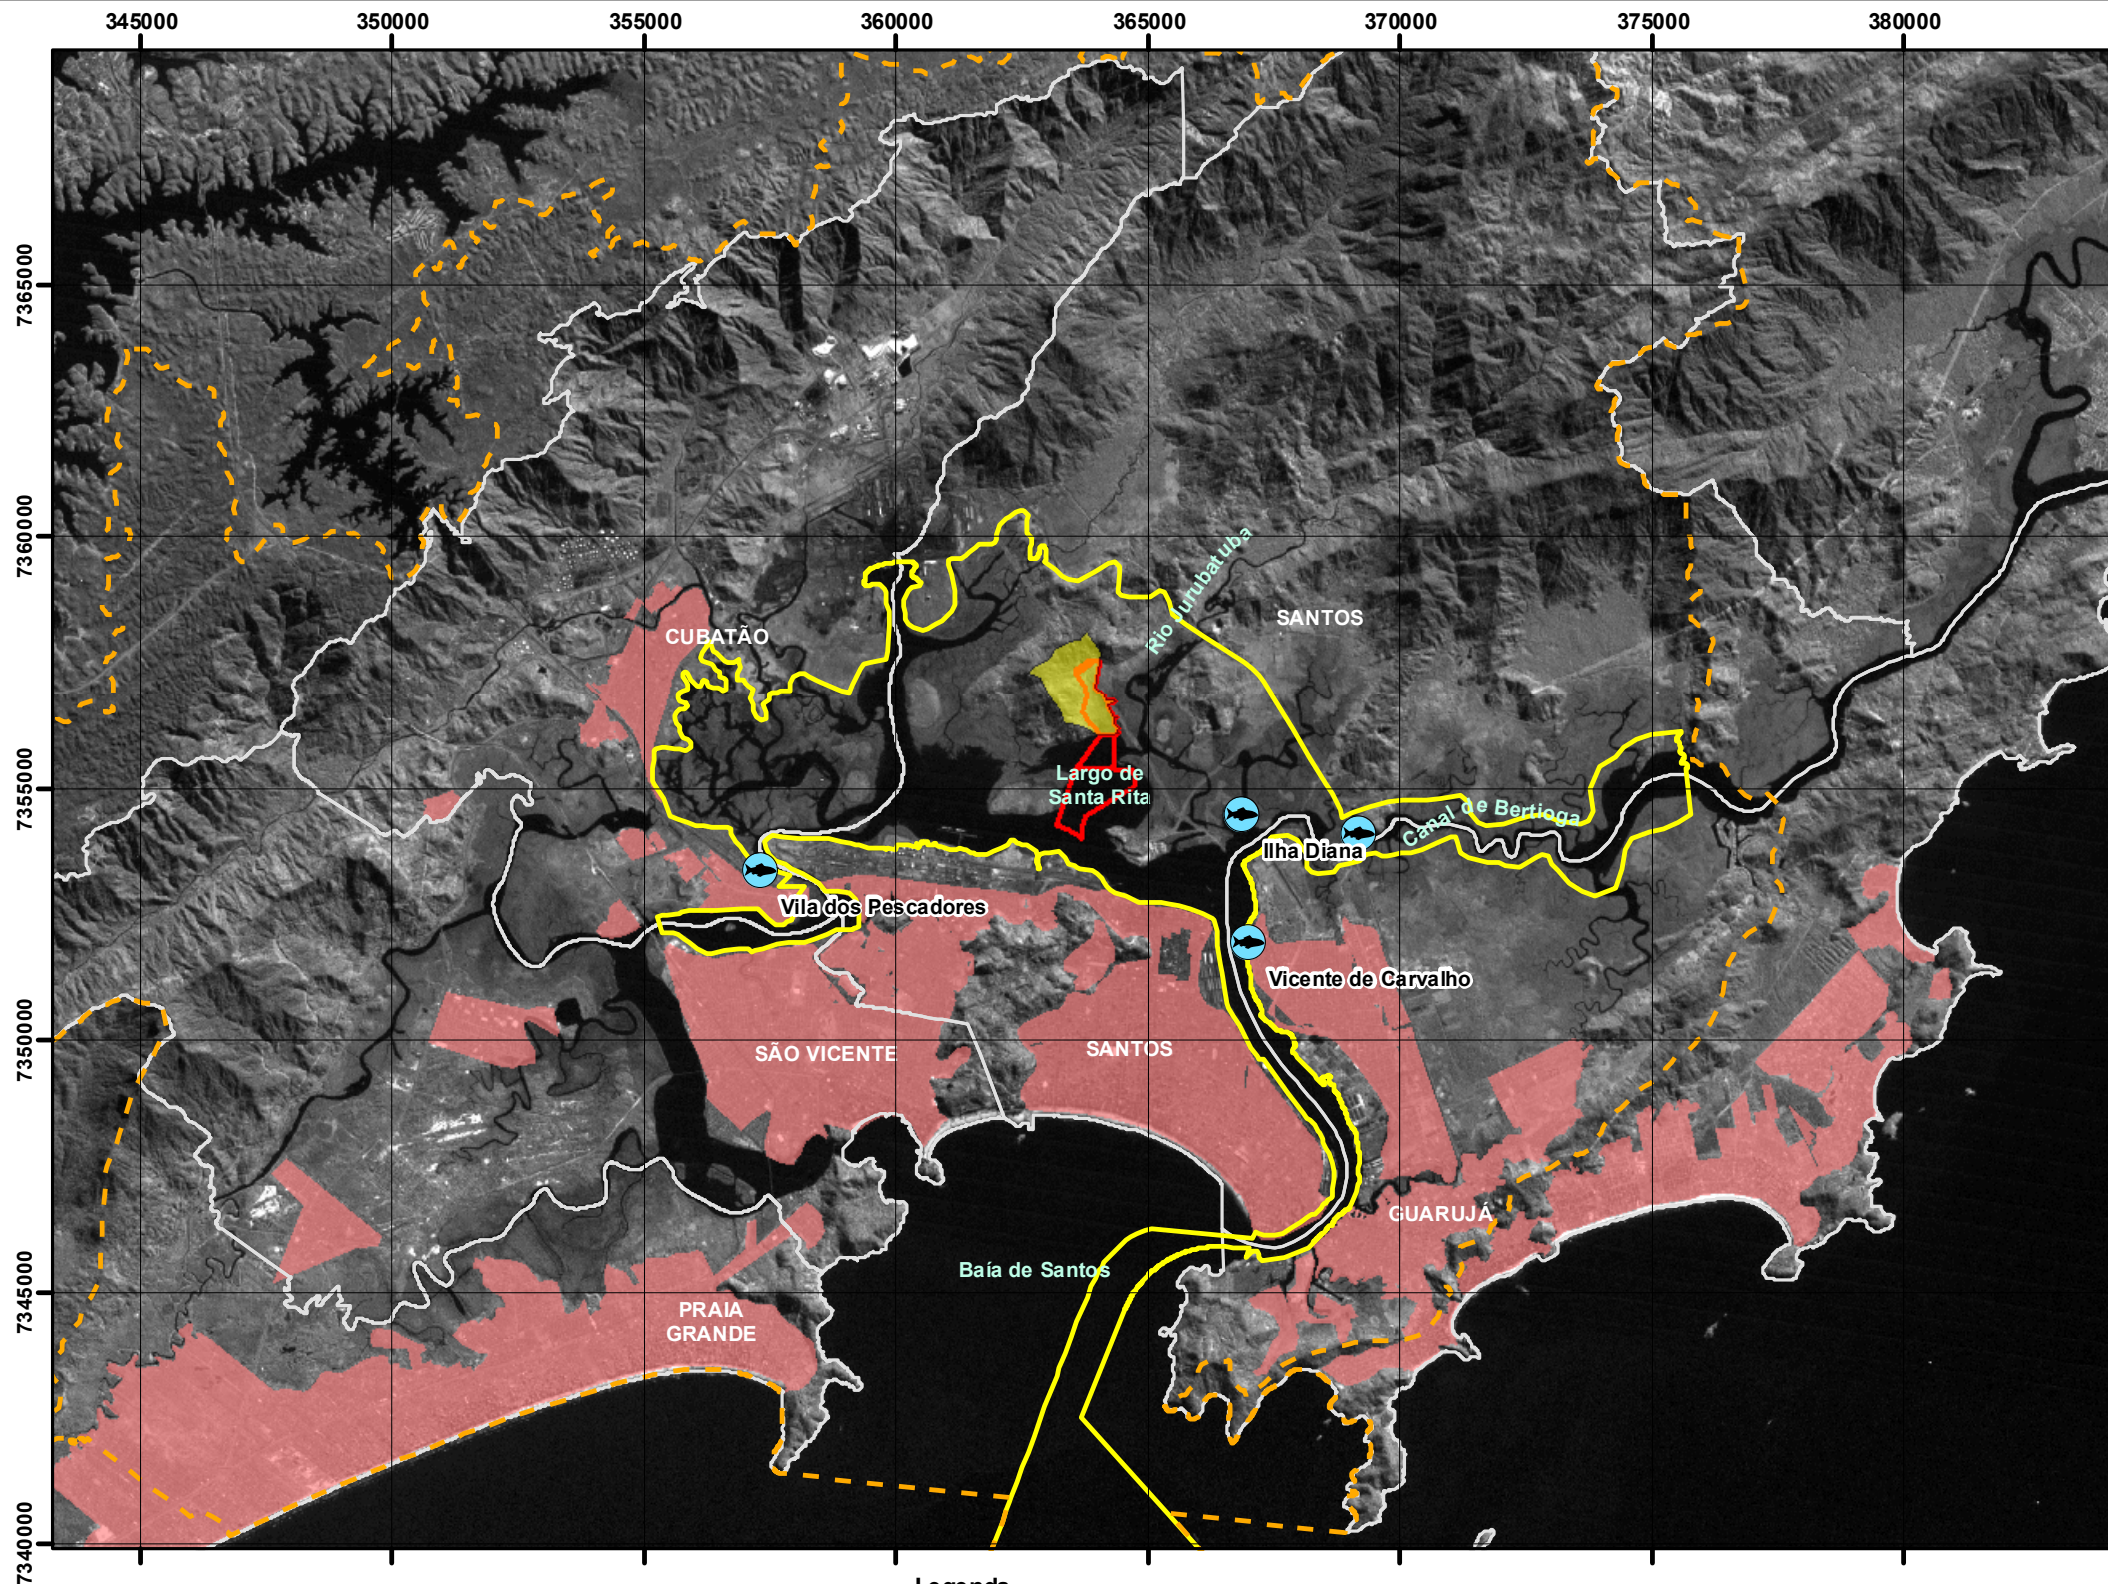 345000
350000
355000
360000
365000
370000
375000
380000
7365000
7360000
7355000
7350000
7345000
7340000
Rio Jurubatuba
SANTOS
CUBATÃO
Largo de
Santa Rita
Canal de Bertioga
Ilha Diana
Vila dos Pescadores
Vicente de Carvalho
SÃO VICENTE
SANTOS
GUARUJÁ
Baía de Santos
PRAIA
GRANDE
Legenda